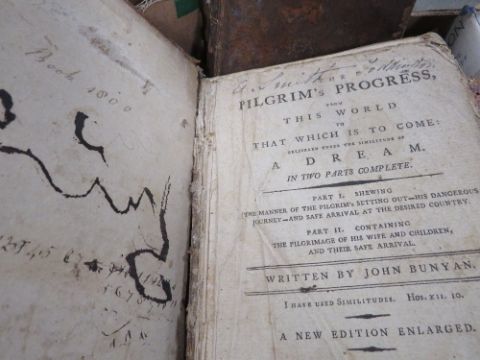 Book 1800
PILGRIM'S PROGRESS,
FROM
THIS WORLD
TO
THAT WHICH IS TO COME:
DELIVERED UNDER THE SIMILITUDE OF
A DREAM.
IN TWO PARTS COMPLETE.
PART I. SHEWING
THE MANNER OF THE PILGRIM'S SETTING OUT—HIS DANGEROUS
JOURNEY—AND SAFE ARRIVAL AT THE DESIRED COUNTRY.
PART II. CONTAINING
THE PILGRIMAGE OF HIS WIFE AND CHILDREN,
AND THEIR SAFE ARRIVAL.
WRITTEN BY JOHN BUNYAN.
I HAVE USED SIMILITUDES. HOS. XII. 10.
A NEW EDITION ENLARGED.